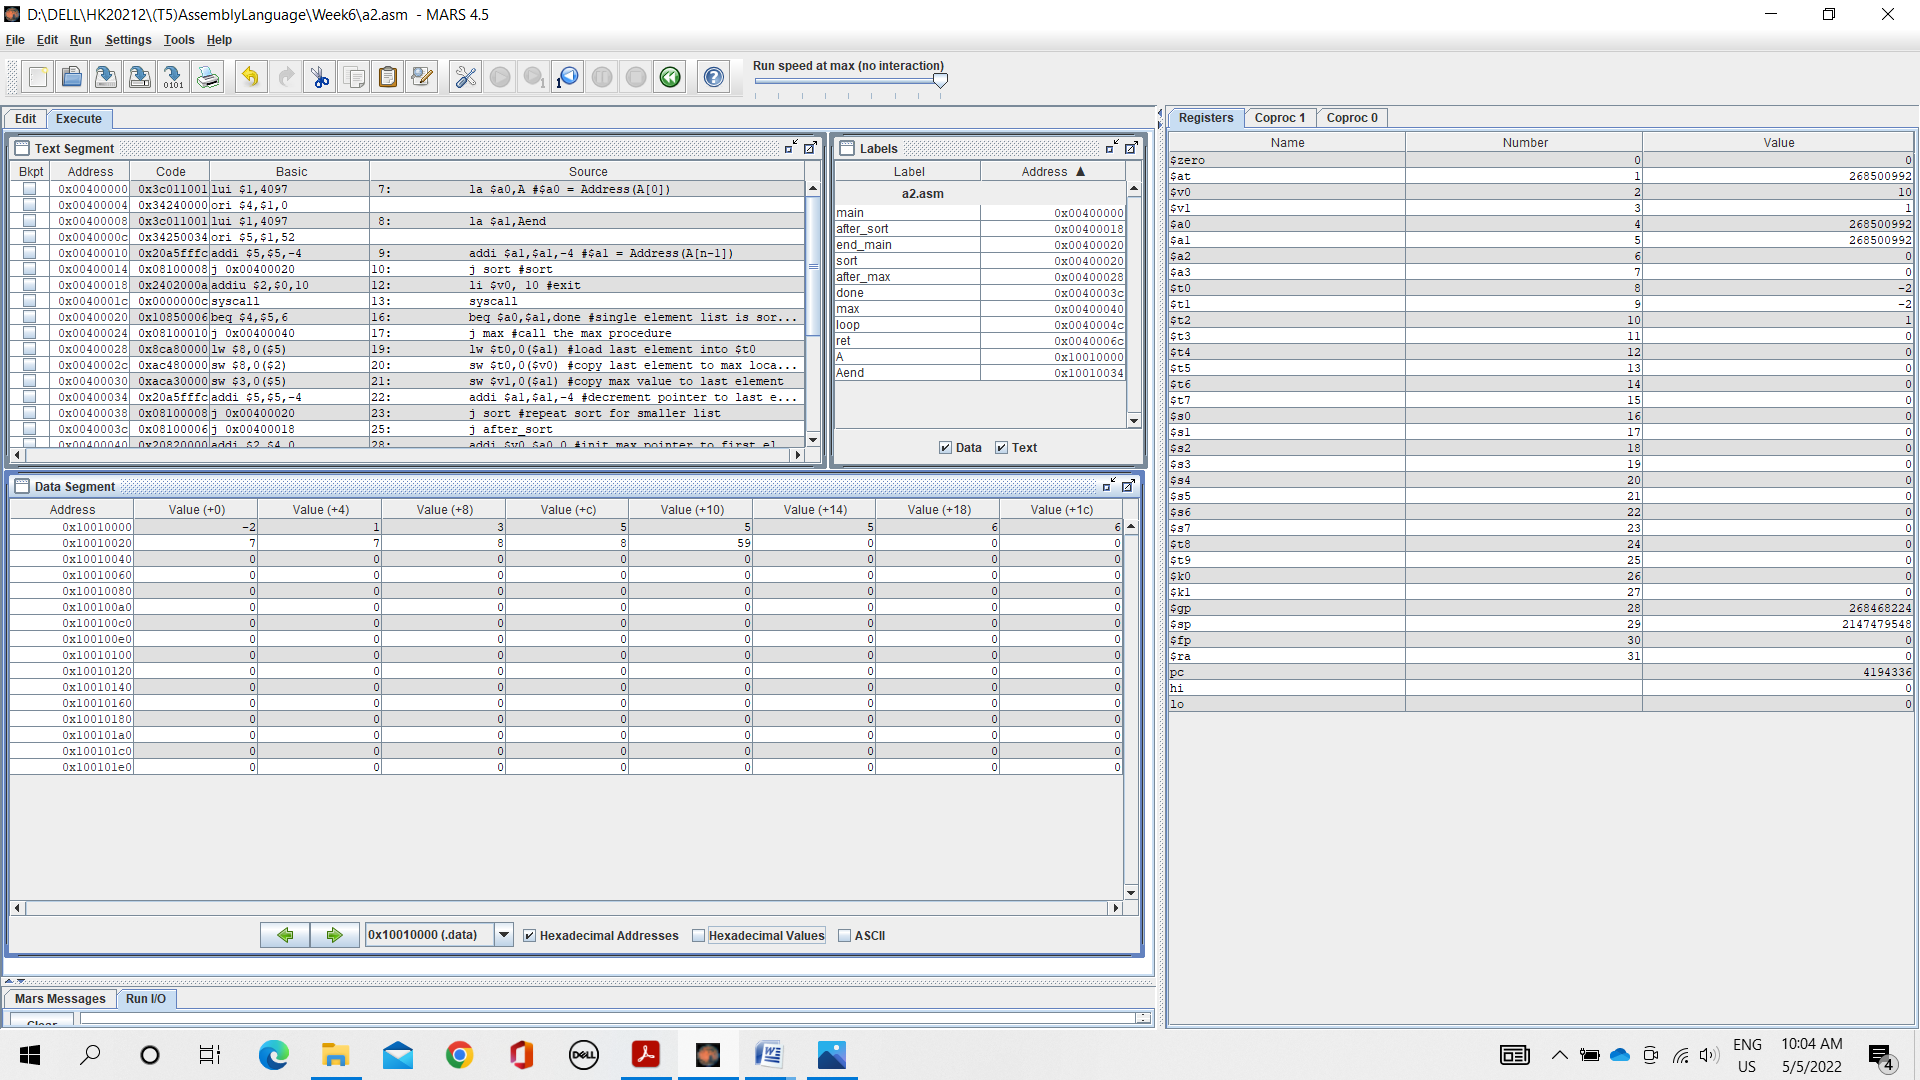 D:\DELL\HK20212\(T5)AssemblyLanguage\Week6\a2.asm - MARS 4.5
File Edit Run Settings Tools Help
Run speed at max (no interaction)
Edit Execute
Text Segment
Bkpt Address Code Basic Source
0x00400000 0x3c011001 lui $1,4097 7: la $a0,A #$a0 = Address(A[0])
0x00400004 0x34240000 ori $4,$1,0
0x00400008 0x3c011001 lui $1,4097 8: la $a1,Aend
0x0040000c 0x34250034 ori $5,$1,52
0x00400010 0x20a5fffc addi $5,$5,-4 9: addi $a1,$a1,-4 #$a1 = Address(A[n-1])
0x00400014 0x08100008 j 0x00400020 10: j sort #sort
0x00400018 0x2402000a addiu $2,$0,10 12: li $v0, 10 #exit
0x0040001c 0x0000000c syscall 13: syscall
0x00400020 0x10850006 beq $4,$5,6 16: beq $a0,$a1,done #single element list is sor...
0x00400024 0x08100010 j 0x00400040 17: j max #call the max procedure
0x00400028 0x8ca80000 lw $8,0($5) 19: lw $t0,0($a1) #load last element into $t0
0x0040002c 0xac480000 sw $8,0($2) 20: sw $t0,0($v0) #copy last element to max loca...
0x00400030 0xaca30000 sw $3,0($5) 21: sw $v1,0($a1) #copy max value to last element
0x00400034 0x20a5fffc addi $5,$5,-4 22: addi $a1,$a1,-4 #decrement pointer to last e...
0x00400038 0x08100008 j 0x00400020 23: j sort #repeat sort for smaller list
0x0040003c 0x08100006 j 0x00400018 25: j after_sort
0x00400040 0x20820000 addi $2,$4,0 28: addi $v0,$a0,0 #init max pointer to first el
Labels
Label Address ▲
a2.asm
main 0x00400000
after_sort 0x00400018
end_main 0x00400020
sort 0x00400020
after_max 0x00400028
done 0x0040003c
max 0x00400040
loop 0x0040004c
ret 0x0040006c
A 0x10010000
Aend 0x10010034
Data Text
Data Segment
Address Value (+0) Value (+4) Value (+8) Value (+c) Value (+10) Value (+14) Value (+18) Value (+1c)
0x10010000 -2 1 3 5 5 5 6 6
0x10010020 7 7 8 8 59 0 0 0
0x10010040 0 0 0 0 0 0 0 0
0x10010060 0 0 0 0 0 0 0 0
0x10010080 0 0 0 0 0 0 0 0
0x100100a0 0 0 0 0 0 0 0 0
0x100100c0 0 0 0 0 0 0 0 0
0x100100e0 0 0 0 0 0 0 0 0
0x10010100 0 0 0 0 0 0 0 0
0x10010120 0 0 0 0 0 0 0 0
0x10010140 0 0 0 0 0 0 0 0
0x10010160 0 0 0 0 0 0 0 0
0x10010180 0 0 0 0 0 0 0 0
0x100101a0 0 0 0 0 0 0 0 0
0x100101c0 0 0 0 0 0 0 0 0
0x100101e0 0 0 0 0 0 0 0 0
0x10010000 (.data) Hexadecimal Addresses Hexadecimal Values ASCII
Mars Messages Run I/O
Clear
Registers Coproc 1 Coproc 0
Name Number Value
$zero 0 0
$at 1 268500992
$v0 2 10
$v1 3 1
$a0 4 268500992
$a1 5 268500992
$a2 6 0
$a3 7 0
$t0 8 -2
$t1 9 -2
$t2 10 1
$t3 11 0
$t4 12 0
$t5 13 0
$t6 14 0
$t7 15 0
$s0 16 0
$s1 17 0
$s2 18 0
$s3 19 0
$s4 20 0
$s5 21 0
$s6 22 0
$s7 23 0
$t8 24 0
$t9 25 0
$k0 26 0
$k1 27 0
$gp 28 268468224
$sp 29 2147479548
$fp 30 0
$ra 31 0
pc 4194336
hi 0
lo 0
DELL
ENG
US
10:04 AM
5/5/2022
4